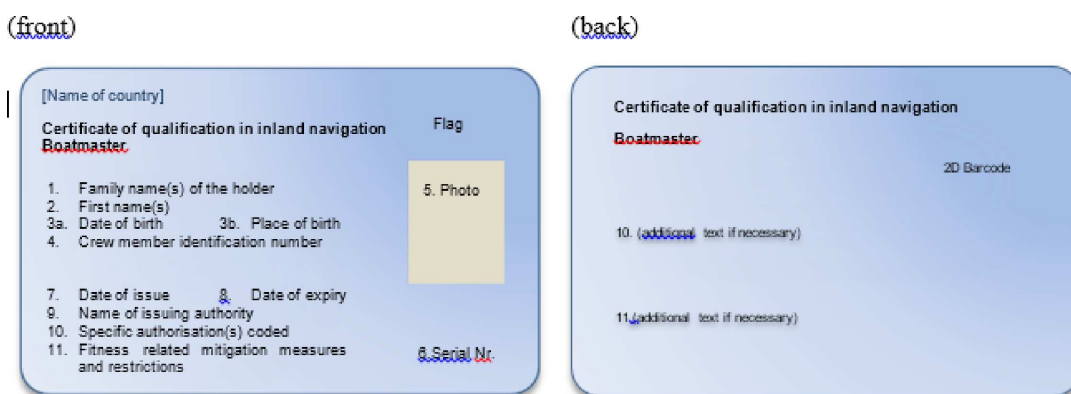 (front)
[Name of country]
Certificate of qualification in inland navigation
Boatmaster
Flag
1. Family name(s) of the holder
2. First name(s)
3a. Date of birth 3b. Place of birth
4. Crew member identification number
5. Photo
7. Date of issue 8. Date of expiry
9. Name of issuing authority
10. Specific authorisation(s) coded
11. Fitness related mitigation measures
and restrictions
6.Serial Nr.
(back)
Certificate of qualification in inland navigation
Boatmaster
2D Barcode
10. (additional text if necessary)
11.(additional text if necessary)